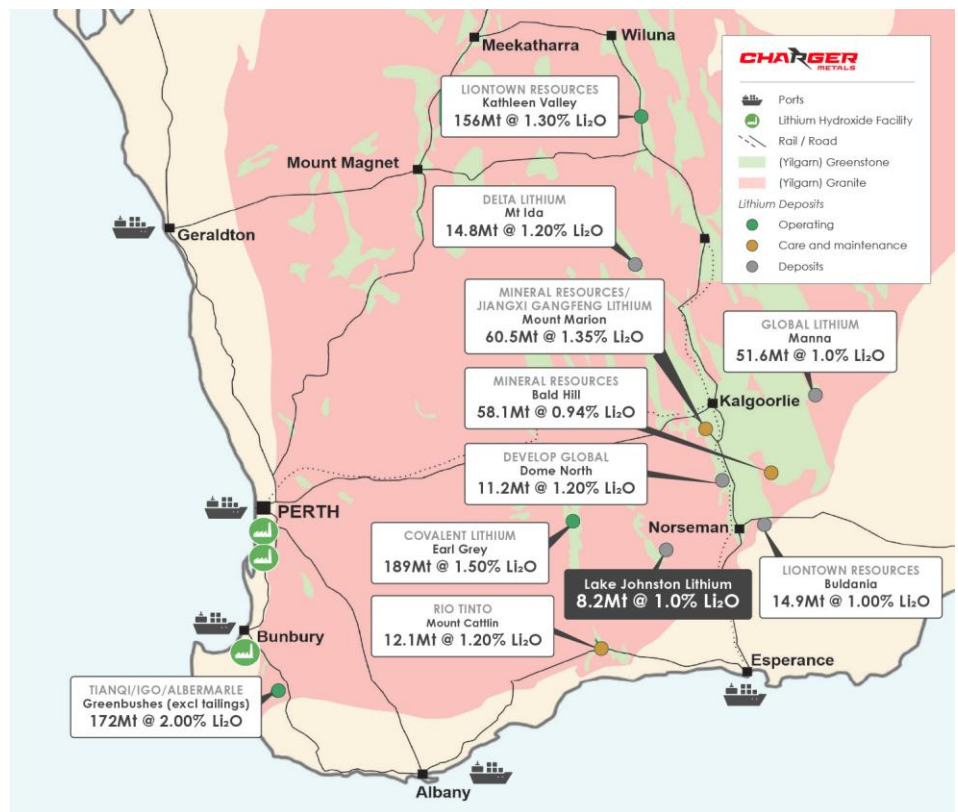 Meekatharra
Wiluna
LIONTOWN RESOURCES
Kathleen Valley
156Mt @ 1.30% Li₂O
CHARGER
METALS
Ports
Lithium Hydroxide Facility
Rail / Road
(Yilgarn) Greenstone
(Yilgarn) Granite
Lithium Deposits
Operating
Care and maintenance
Deposits
Mount Magnet
Geraldton
DELTA LITHIUM
Mt Ida
14.8Mt @ 1.20% Li₂O
MINERAL RESOURCES/
JIANGXI GANGFENG LITHIUM
Mount Marion
60.5Mt @ 1.35% Li₂O
GLOBAL LITHIUM
Manna
51.6Mt @ 1.0% Li₂O
MINERAL RESOURCES
Bald Hill
58.1Mt @ 0.94% Li₂O
Kalgoorlie
DEVELOP GLOBAL
Dome North
11.2Mt @ 1.20% Li₂O
PERTH
Norseman
COVALENT LITHIUM
Earl Grey
189Mt @ 1.50% Li₂O
Lake Johnston Lithium
8.2Mt @ 1.0% Li₂O
LIONTOWN RESOURCES
Buldania
14.9Mt @ 1.00% Li₂O
RIO TINTO
Mount Cattlin
12.1Mt @ 1.20% Li₂O
Bunbury
Esperance
TIANQI/IGO/ALBERMARLE
Greenbushes (excl tailings)
172Mt @ 2.00% Li₂O
Albany